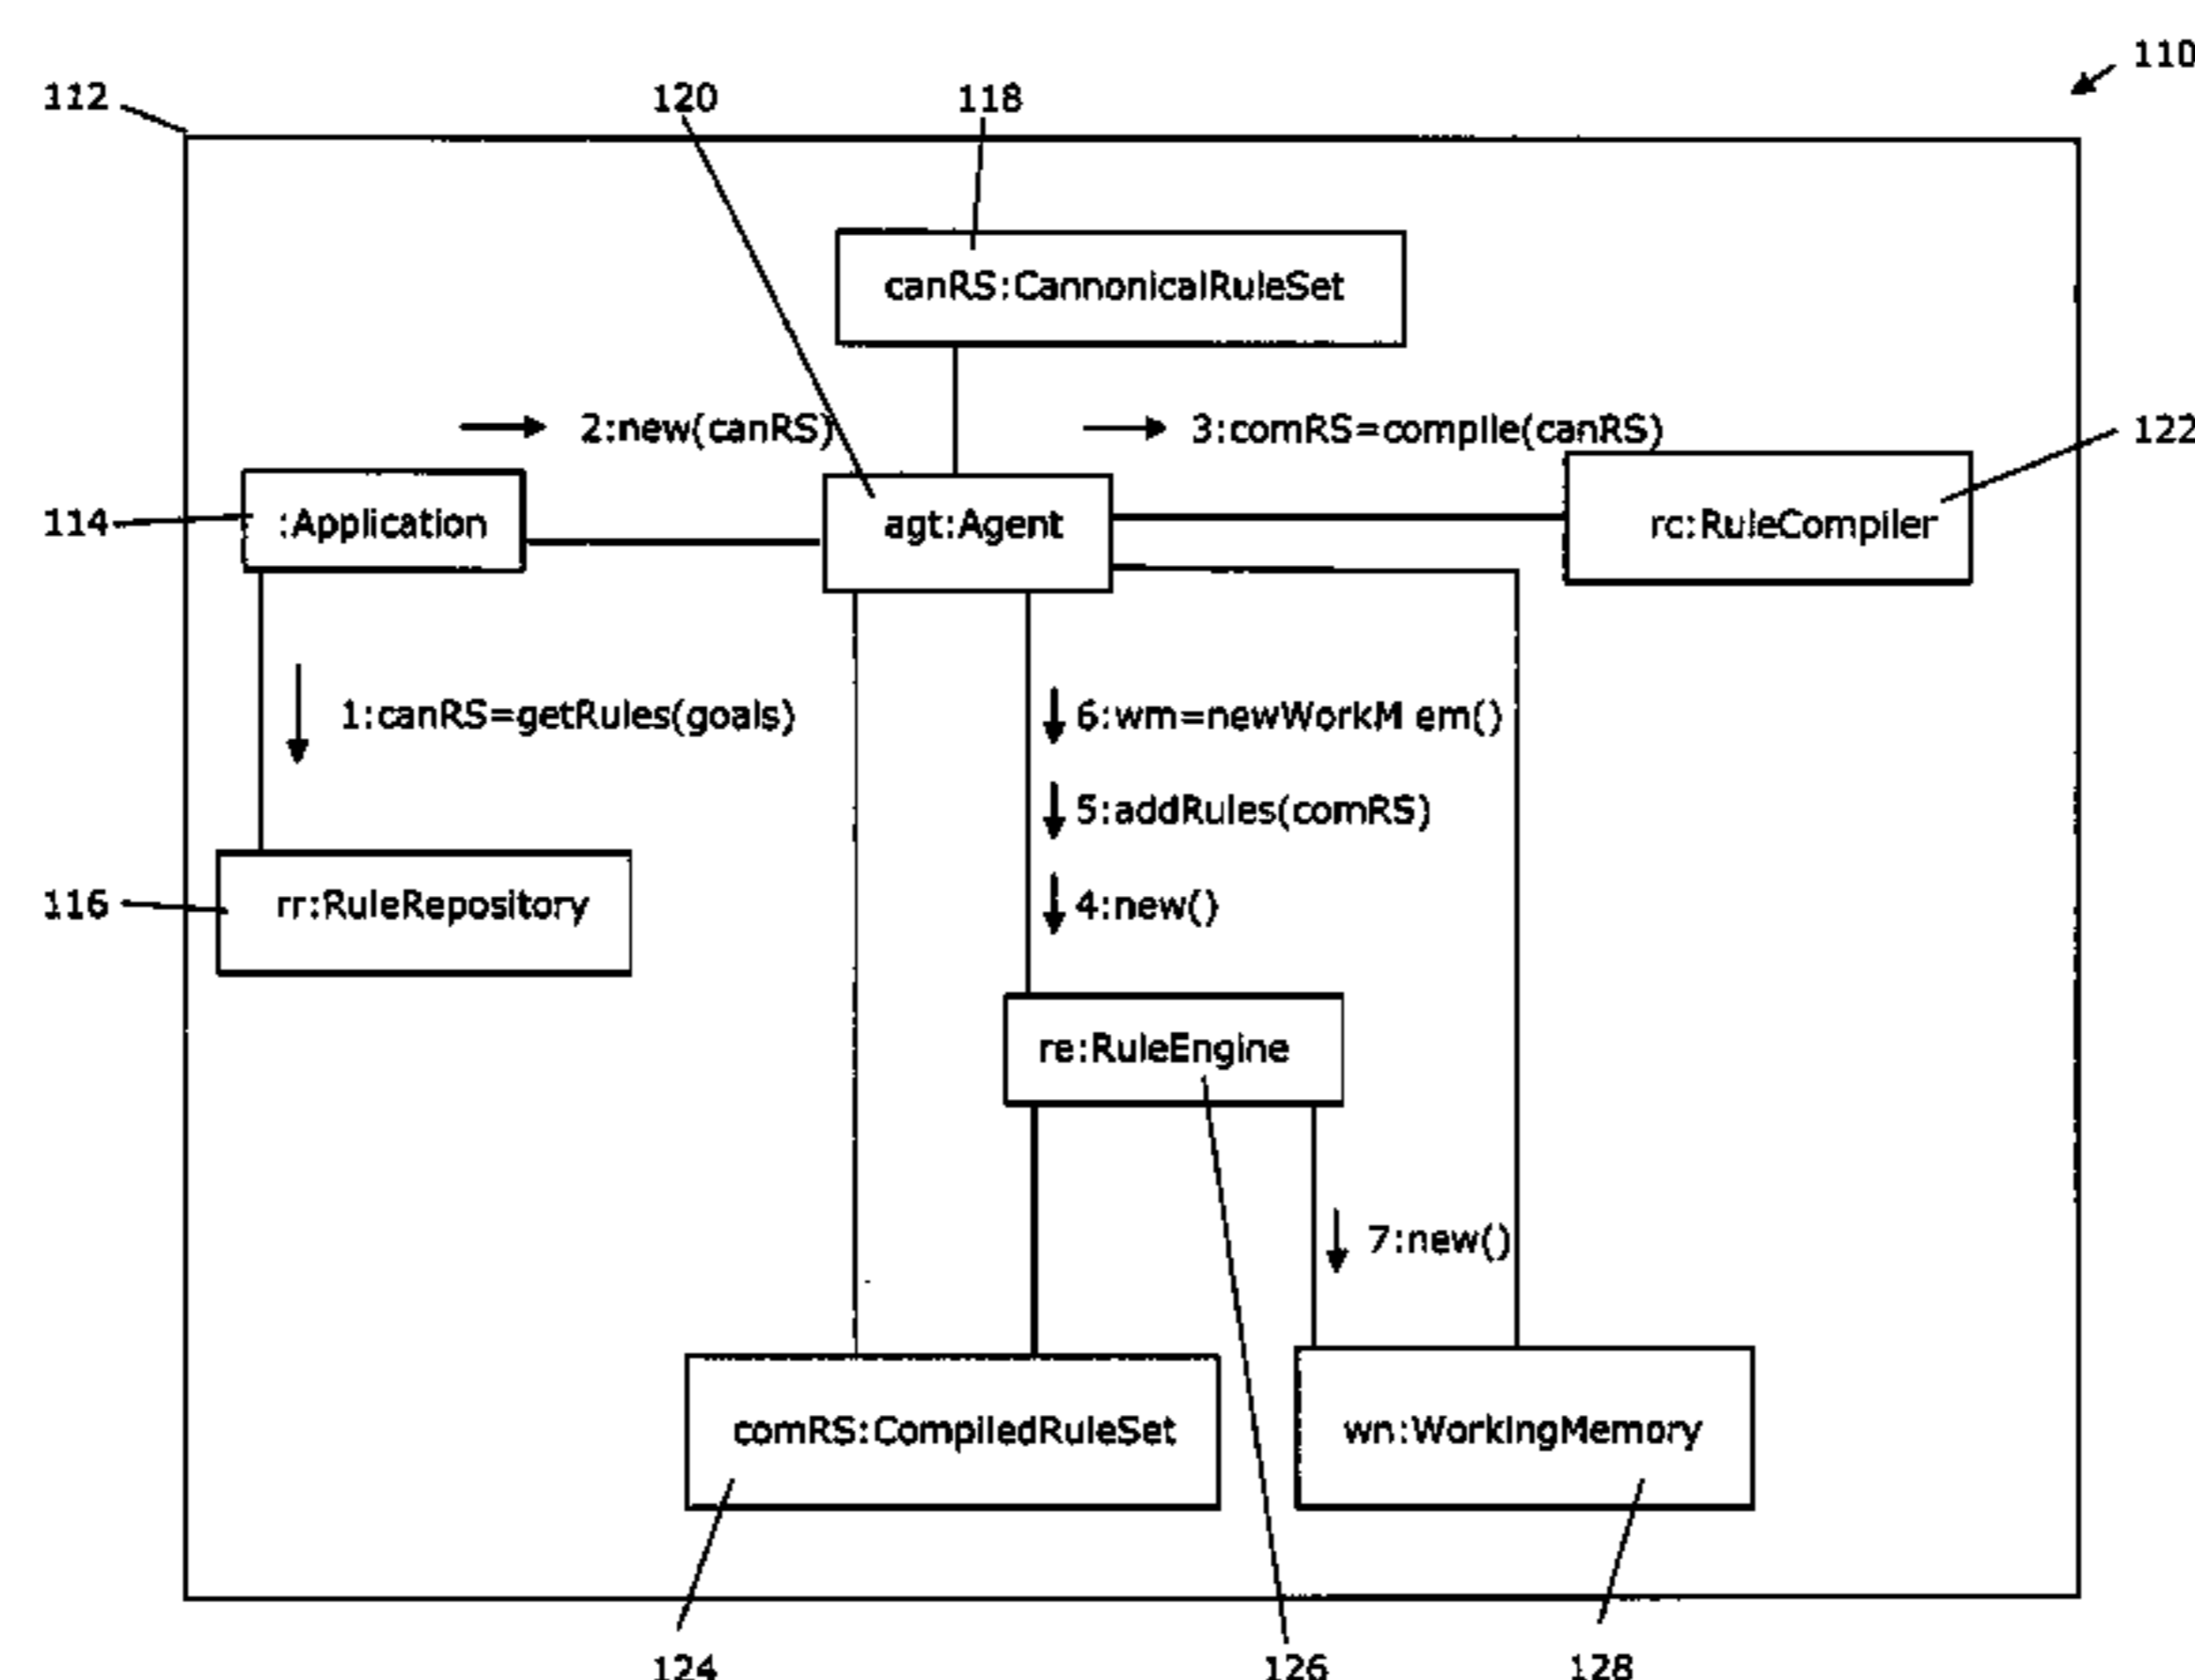 110
112
120
118
canRS:CannonicalRuleSet
2:new(canRS)
3:comRS=compile(canRS)
122
114
:Application
agt:Agent
rc:RuleCompiler
1:canRS=getRules(goals)
6:wm=newWorkM em()
5:addRules(comRS)
116
rr:RuleRepository
4:new()
re:RuleEngine
7:new()
comRS:CompiledRuleSet
wn:WorkingMemory
124
126
128